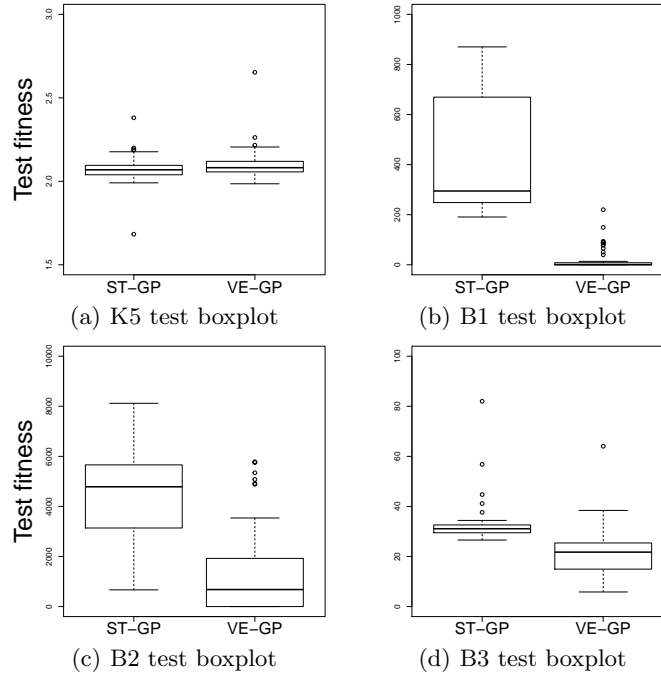 Test fitness
3.0
2.5
2.0
1.5
ST−GP VE−GP
(a) K5 test boxplot
1000
800
600
400
200
0
ST−GP VE−GP
(b) B1 test boxplot
Test fitness
10000
8000
6000
4000
2000
0
ST−GP VE−GP
(c) B2 test boxplot
100
80
60
40
20
0
ST−GP VE−GP
(d) B3 test boxplot